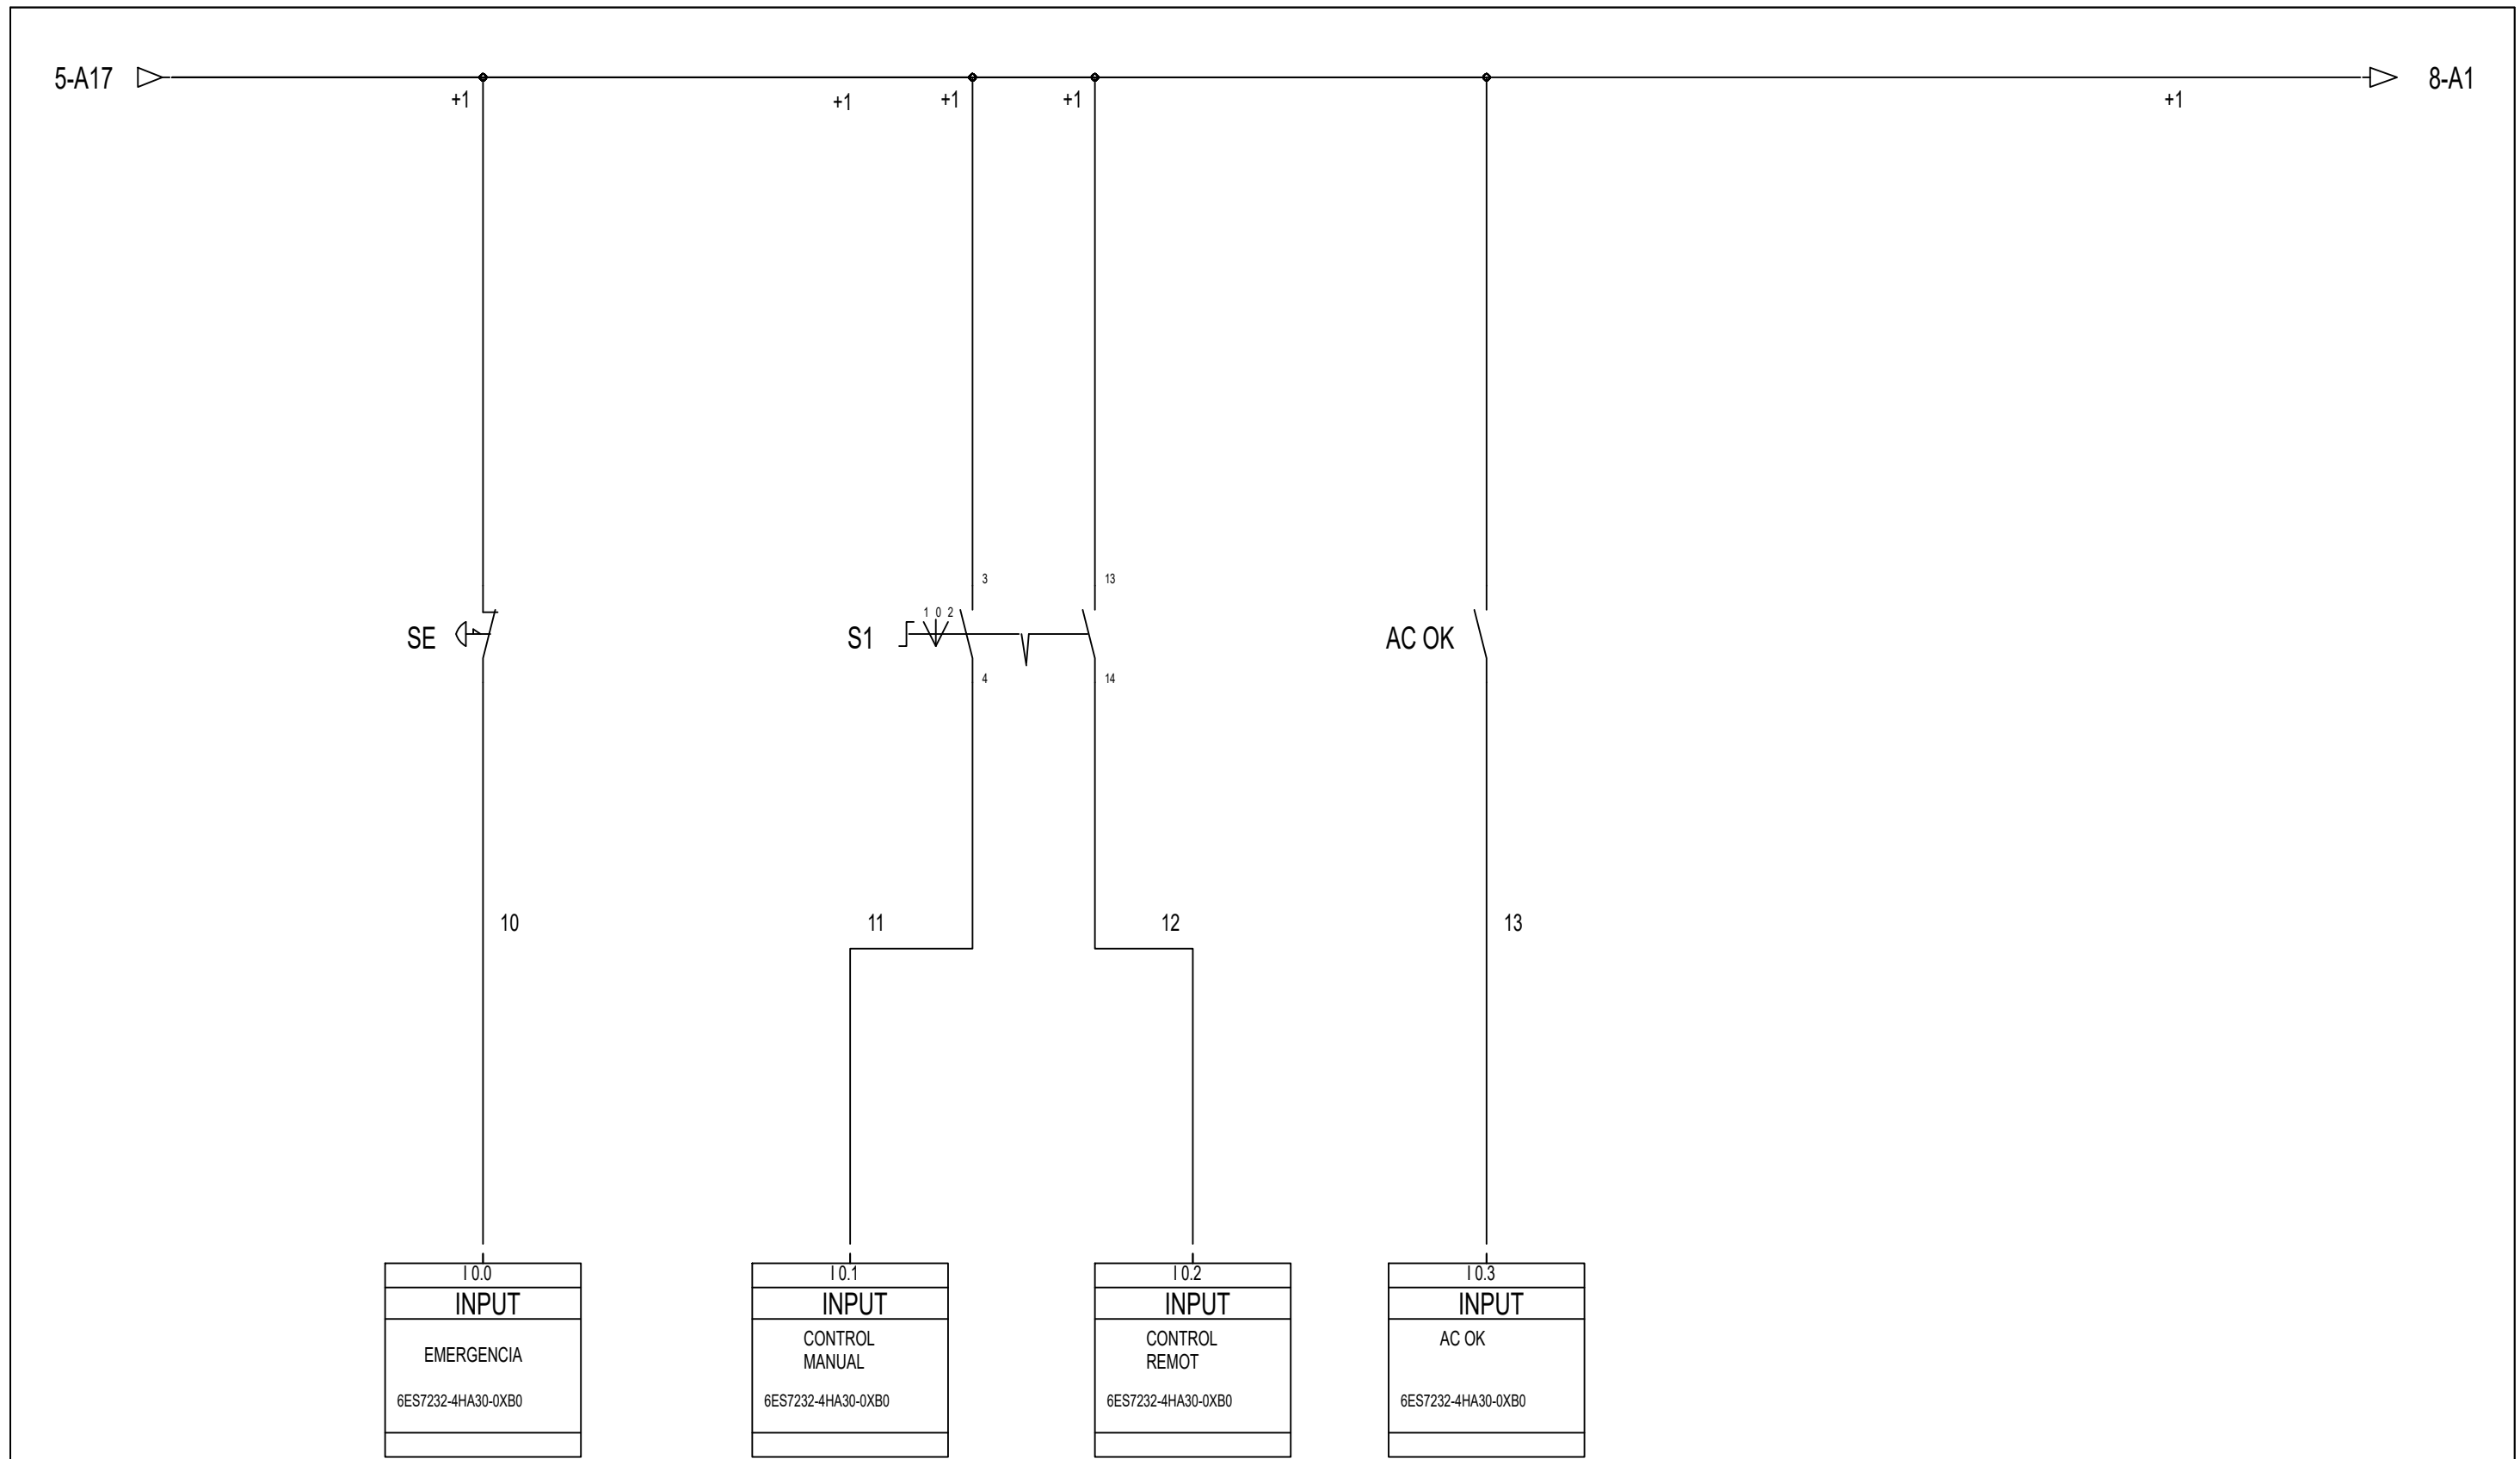 5-A17
8-A1
+1
+1
+1
+1
+1
3
13
SE
S1
1 0 2
AC OK
4
14
10
11
12
13
I 0.0
INPUT
EMERGENCIA
6ES7232-4HA30-0XB0
I 0.1
INPUT
CONTROL
MANUAL
6ES7232-4HA30-0XB0
I 0.2
INPUT
CONTROL
REMOT
6ES7232-4HA30-0XB0
I 0.3
INPUT
AC OK
6ES7232-4HA30-0XB0